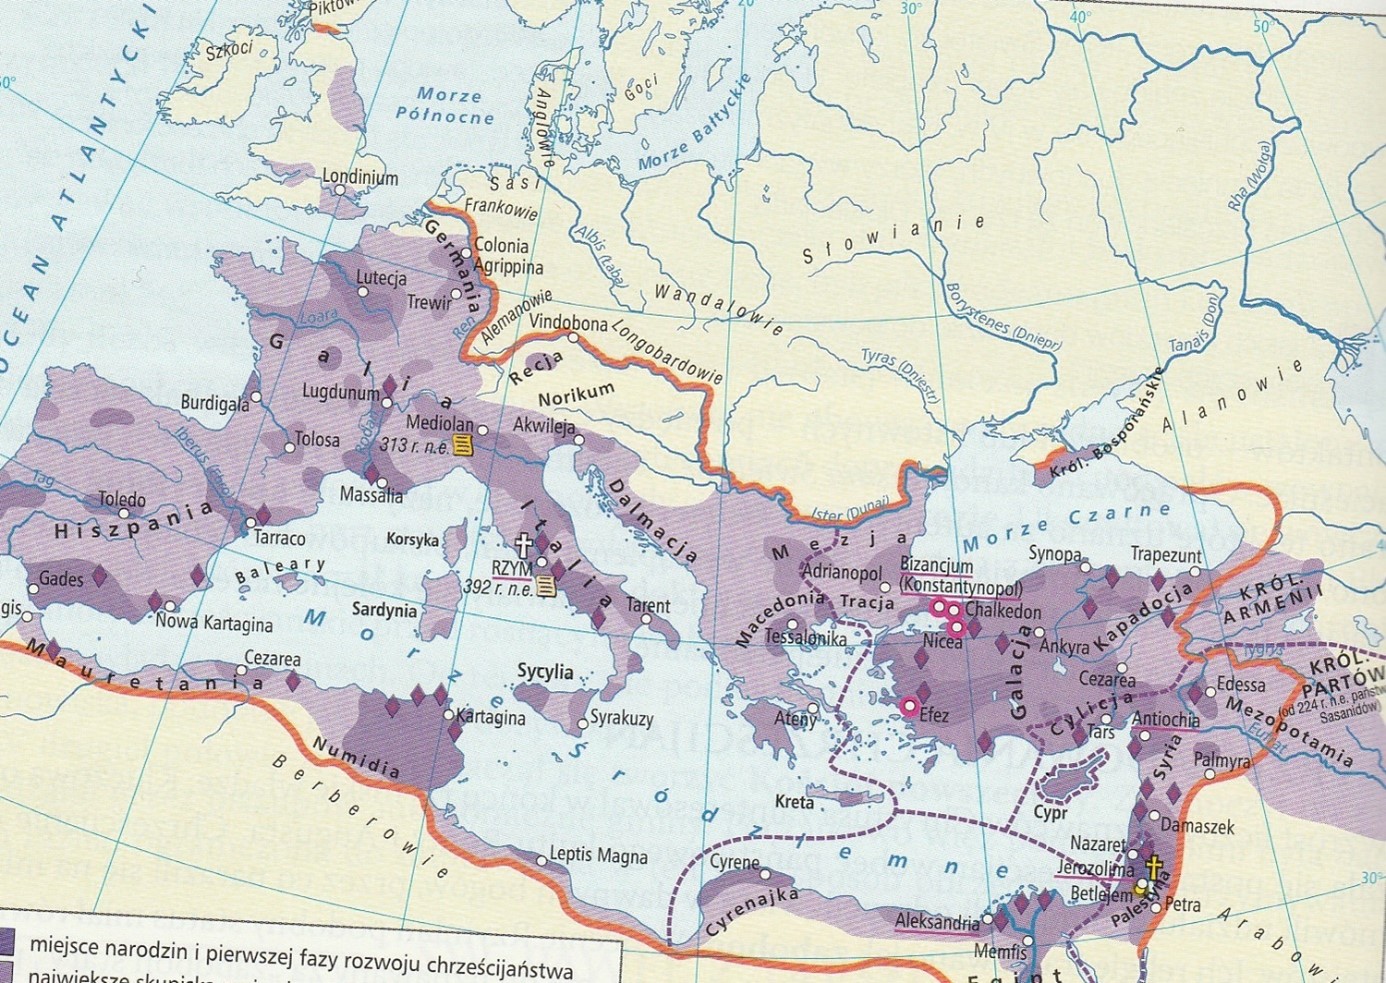 Szkoci
50°
20°
30°
40°
50°
OCEAN ATLANTYCKI
Morze
Północne
Goci
Anglowie
Morze Bałtyckie
Londinium
Sasi
Frankowie
Germania
Colonia
Agrippina
Albis (Łaba)
Słowianie
Rha (Wołga)
Lutecja
Trewir
Ren
Alemanowie
Wandalowie
Loara
Vindobona
Longobardowie
Borystenes (Dniepr)
Tanais (Don)
Tyras (Dniestr)
Alanowie
Galia
Recja
Norikum
Lugdunum
Burdigala
Mediolan
313 r. n.e.
Akwileja
Tolosa
Rodan
Iberus (Ebro)
Król. Bosporańskie
Tag
Toledo
Massalia
Hiszpania
Tarraco
Dalmacja
Ister (Dunaj)
Morze Czarne
Italia
Korsyka
Mezja
Synopa
Trapezunt
RZYM
392 r. n.e.
Adrianopol
Bizancjum
(Konstantynopol)
Baleary
Gades
Sardynia
Tarent
Macedonia
Tracja
Chalkedon
KRÓL.
ARMENII
Nowa Kartagina
Tessalonika
Nicea
Ankyra
Kapadocja
Galacja
Tygrys
KRÓL.
PARTÓW
(od 224 r. n.e. państw
Sasanidów)
Mauretania
Cezarea
Sycylia
Cezarea
Edessa
Mezopotamia
Eufrat
Kartagina
Syrakuzy
Ateny
Efez
Cylicja
Tars
Antiochia
Numidia
Morze Śródziemne
Syria
Palmyra
Berberowie
Kreta
Cypr
Damaszek
Leptis Magna
Cyrene
Nazaret
Jerozolima
Betlejem
Palestyna
Petra
30°
Cyrenajka
Aleksandria
Memfis
Egipt
miejsce narodzin i pierwszej fazy rozwoju chrześcijaństwa